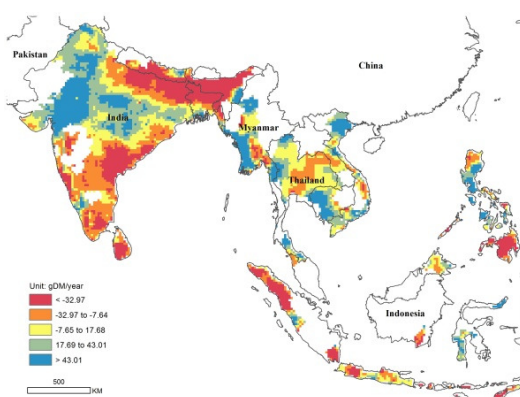 Pakistan
China
India
Myanmar
Thailand
Indonesia
Unit: gDM/year
< -32.97
-32.97 to -7.64
-7.65 to 17.68
17.69 to 43.01
> 43.01
500
KM